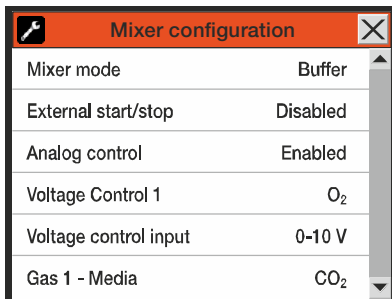 Mixer configuration
Mixer mode Buffer
External start/stop Disabled
Analog control Enabled
Voltage Control 1 O₂
Voltage control input 0-10 V
Gas 1 - Media CO₂